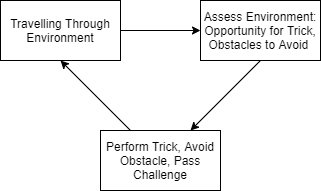 Travelling Through
Environment
Assess Environment:
Opportunity for Trick,
Obstacles to Avoid
Perform Trick, Avoid
Obstacle, Pass
Challenge